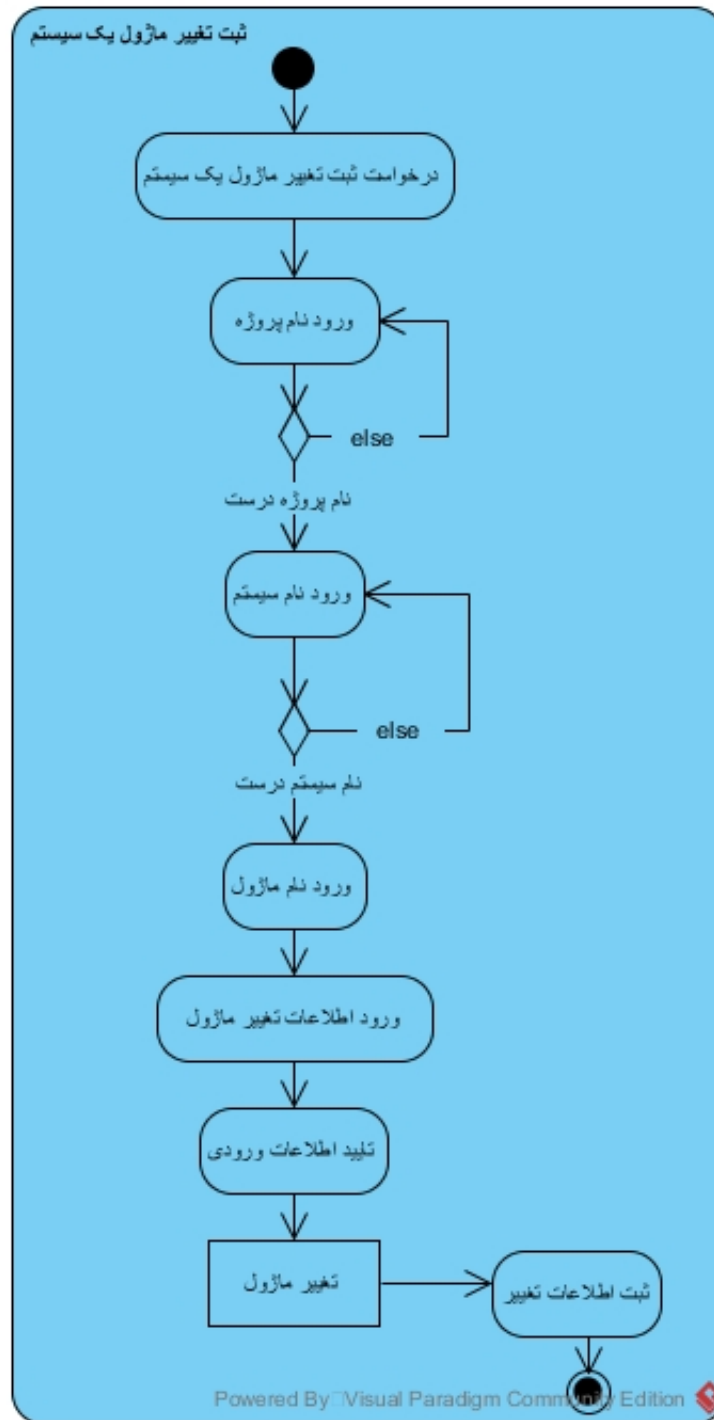 ثبت تغییر ماژول یک سیستم
درخواست ثبت تغییر ماژول یک سیستم
ورود نام پروژه
else
نام پروژه درست
ورود نام سیستم
else
نام سیستم درست
ورود نام ماژول
ورود اطلاعات تغییر ماژول
تایید اطلاعات ورودی
تغییر ماژول
ثبت اطلاعات تغییر
Powered By Visual Paradigm Community Edition